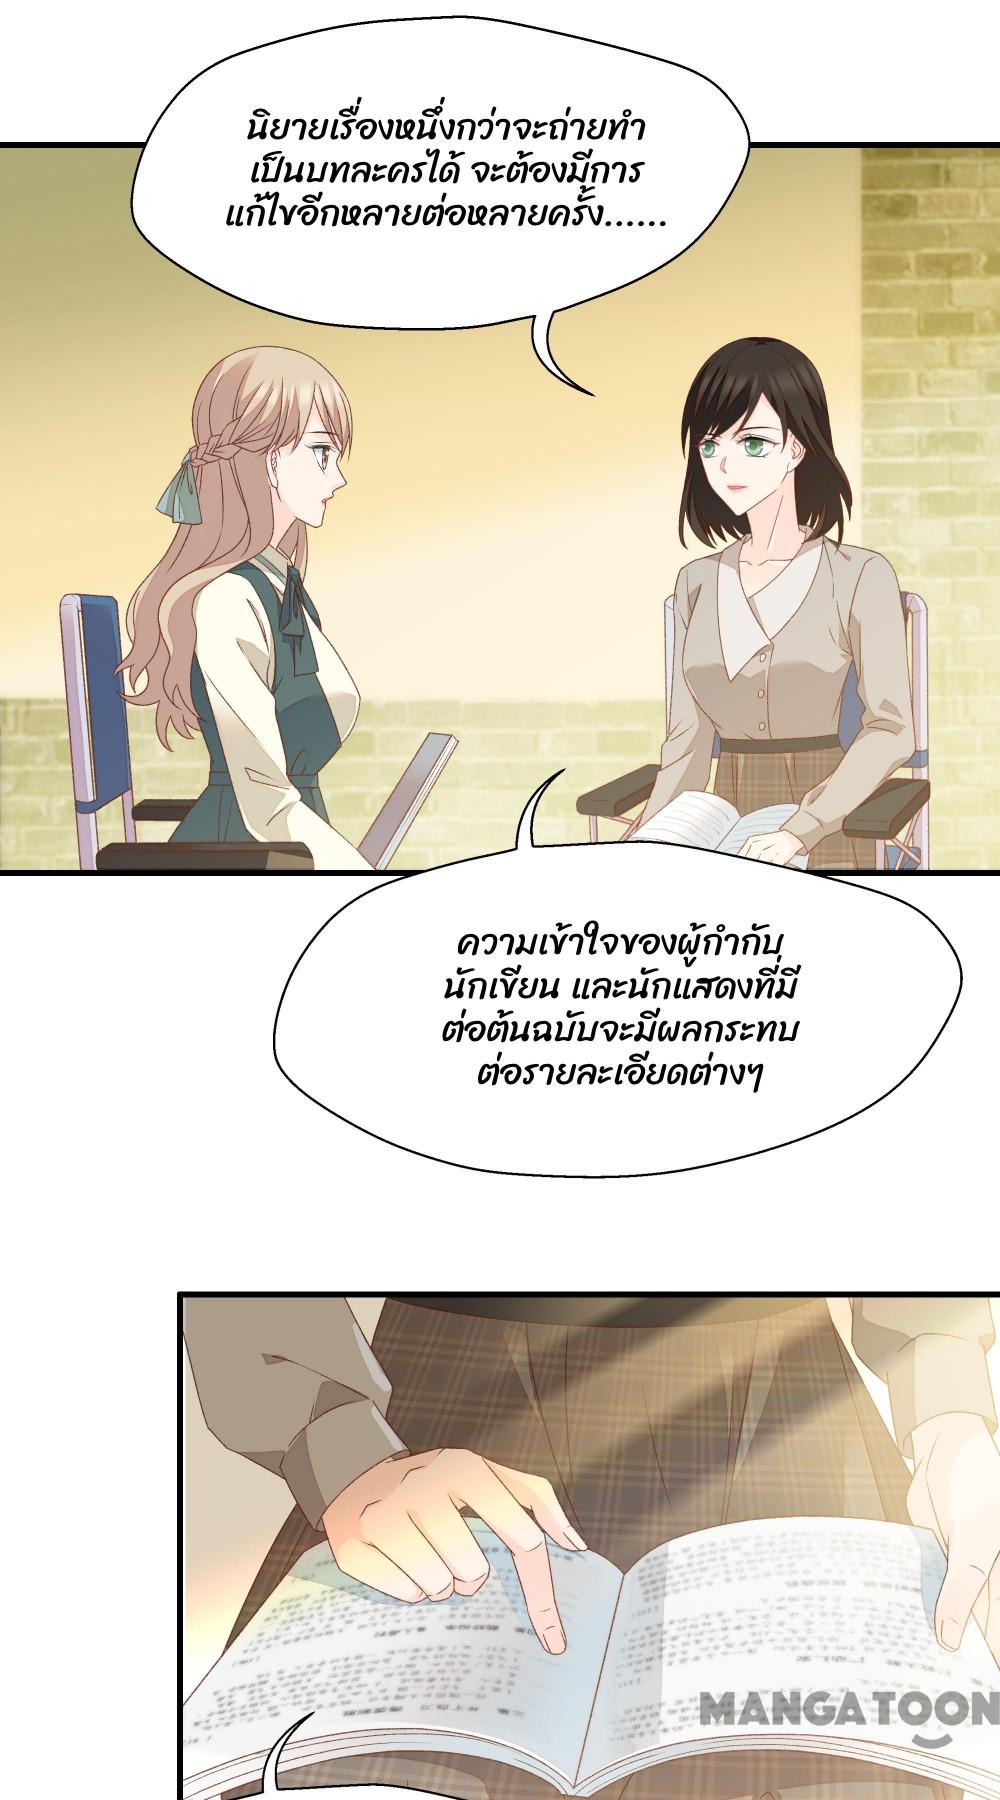 นิยายเรื่องหนึ่งกว่าจะถ่ายทำ
เป็นบทละครได้ จะต้องมีการ
แก้ไขอีกหลายต่อหลายครั้ง......
ความเข้าใจของผู้กำกับ
นักเขียน และนักแสดงที่มี
ต่อต้นฉบับจะมีผลกระทบ
ต่อรายละเอียดต่างๆ
MANGATOON